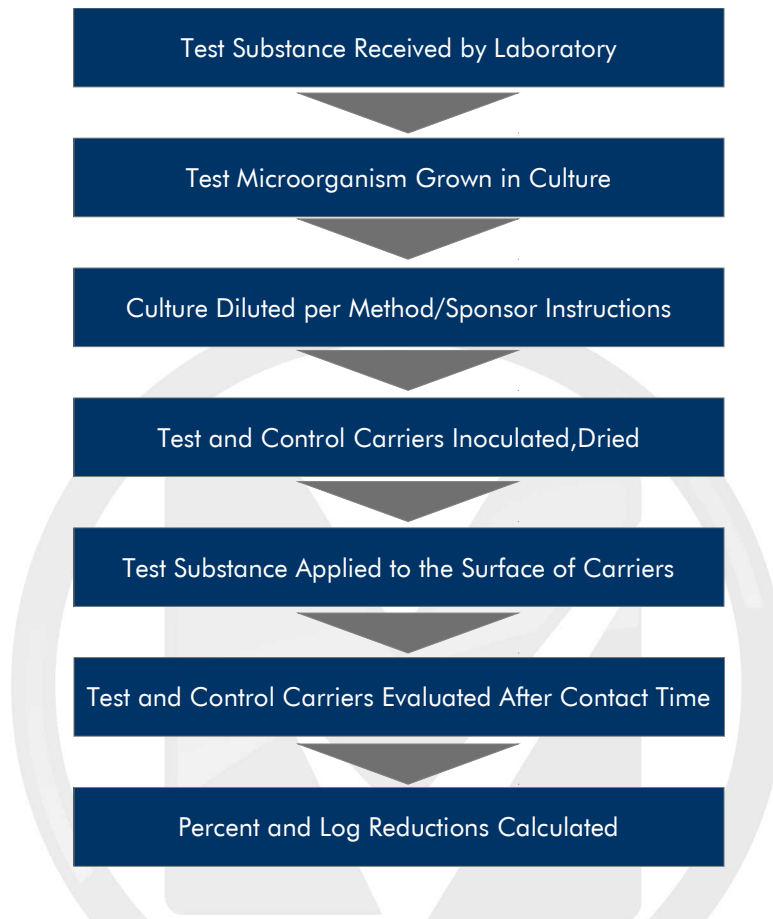 Test Substance Received by Laboratory
Test Microorganism Grown in Culture
Culture Diluted per Method/Sponsor Instructions
Test and Control Carriers Inoculated,Dried
Test Substance Applied to the Surface of Carriers
Test and Control Carriers Evaluated After Contact Time
Percent and Log Reductions Calculated